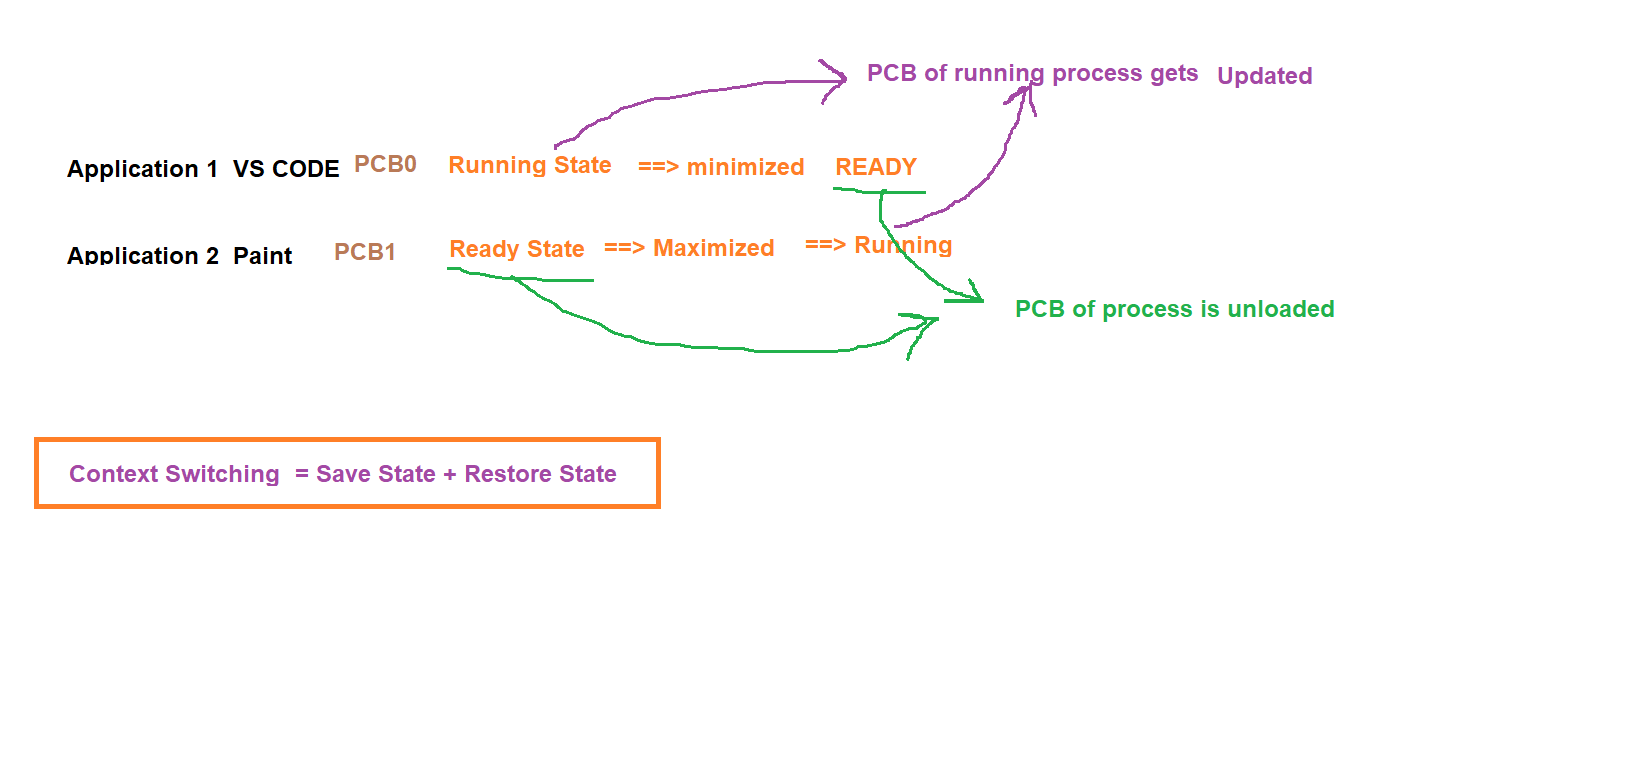 PCB of running process gets Updated
Application 1 VS CODE PCB0 Running State ==> minimized READY
Application 2 Paint PCB1 Ready State ==> Maximized ==> Running
PCB of process is unloaded
Context Switching = Save State + Restore State